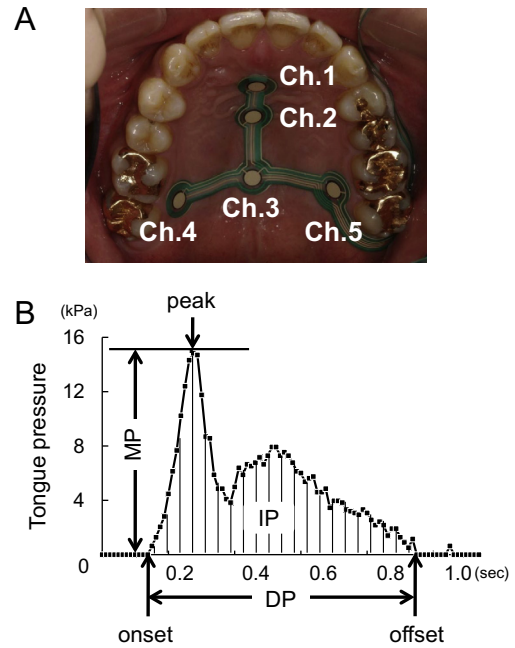 A
Ch.1
Ch.2
Ch.3
Ch.4
Ch.5
B
(kPa)
peak
16
12
8
4
0
Tongue pressure
MP
IP
0.2 0.4 0.6 0.8 1.0 (sec)
DP
onset
offset